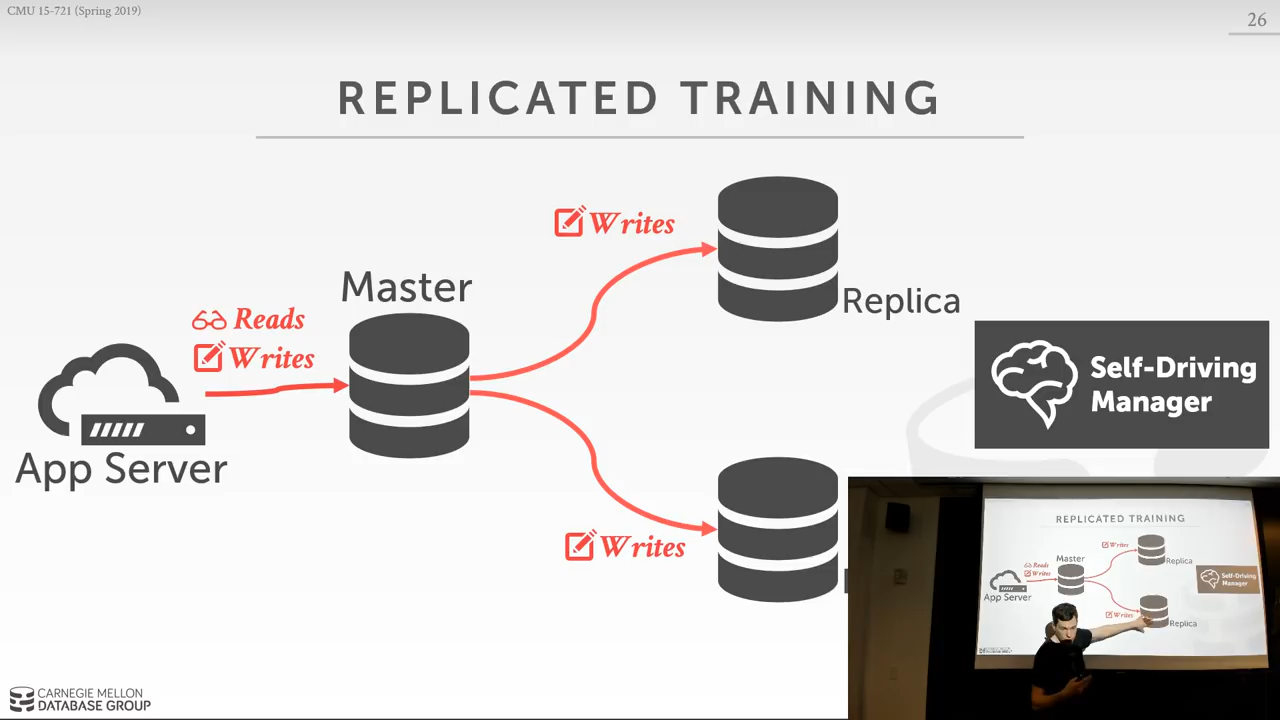 CMU 15-721 (Spring 2019)
26
REPLICATED TRAINING
Writes
Master
Replica
Reads
Writes
Self-Driving
Manager
App Server
Writes
CARNEGIE MELLON
DATABASE GROUP
REPLICATED TRAINING
Writes
Master
Replica
Reads
Writes
Self-Driving
Manager
App Server
Writes
Replica